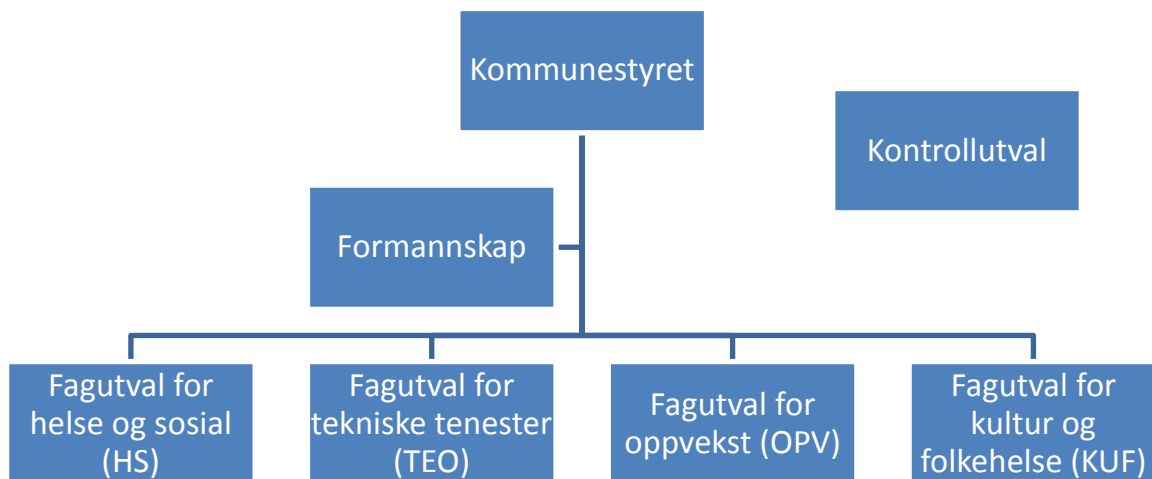 Kommunestyret
Kontrollutval
Formannskap
Fagutval for
helse og sosial
(HS)
Fagutval for
tekniske tenester
(TEO)
Fagutval for
oppvekst (OPV)
Fagutval for
kultur og
folkehelse (KUF)